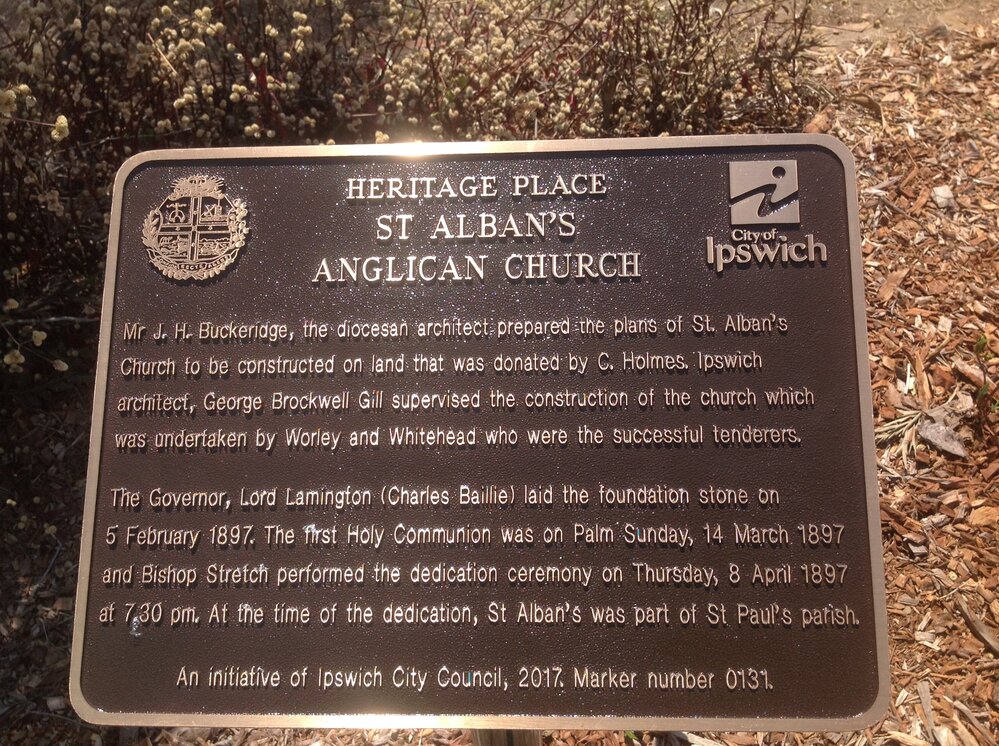 HERITAGE PLACE
ST ALBAN'S
ANGLICAN CHURCH
City of
Ipswich
Mr J. H. Buckeridge, the diocesan architect prepared the plans of St. Alban's
Church to be constructed on land that was donated by C. Holmes. Ipswich
architect, George Brockwell Gill supervised the construction of the church which
was undertaken by Worley and Whitehead who were the successful tenderers.
The Governor, Lord Lamington (Charles Baillie) laid the foundation stone on
5 February 1897. The first Holy Communion was on Palm Sunday, 14 March 1897
and Bishop Stretch performed the dedication ceremony on Thursday, 8 April 1897
at 7.30 pm. At the time of the dedication, St Alban's was part of St Paul's parish.
An initiative of Ipswich City Council, 2017. Marker number 0131.